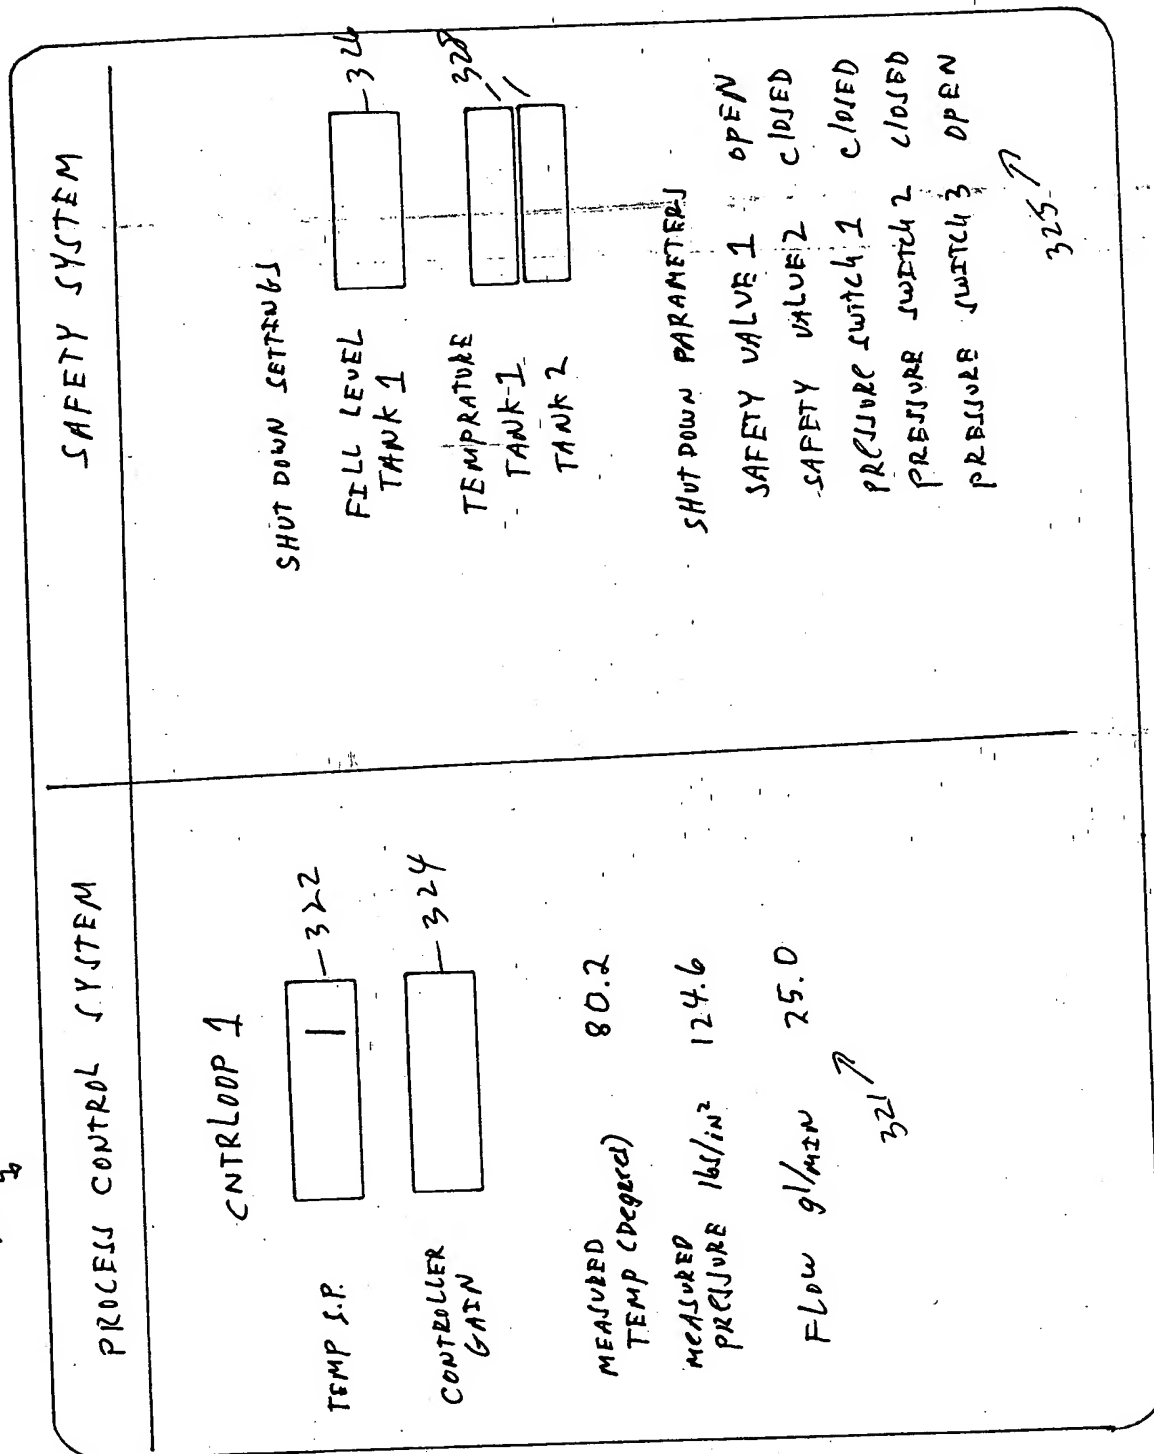 PROCESS CONTROL SYSTEM
CNTRLOOP 1
TEMP S.P.
322
CONTROLLER
GAIN
324
MEASURED
TEMP (Degrees) 80.2
MEASURED
PRESSURE lbs/in² 124.6
FLOW gl/MIN 25.0
321
SAFETY SYSTEM
SHUT DOWN SETTINGS
FILL LEVEL
TANK 1
326
TEMPRATURE
TANK-1
TANK 2
328
SHUT DOWN PARAMETERS
SAFETY VALVE 1 OPEN
SAFETY VALVE 2 CLOSED
PRESSURE SWITCH 1 CLOSED
PRESSURE SWITCH 2 CLOSED
PRESSURE SWITCH 3 OPEN
325